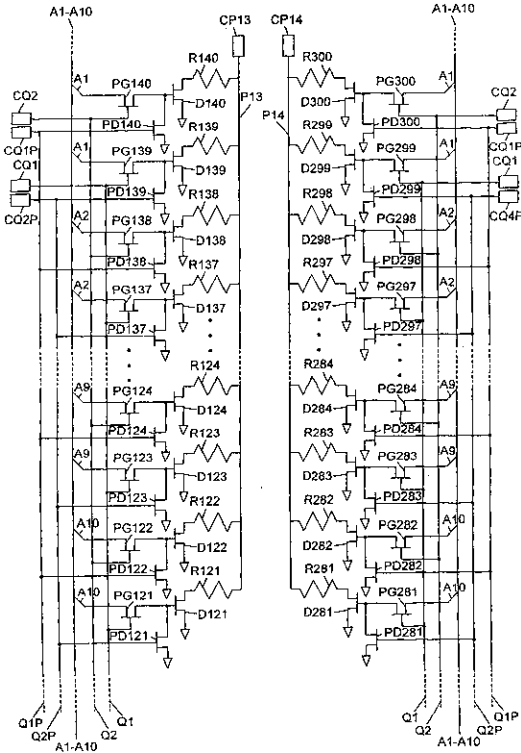 A1-A10 CP13 CP14 A1-A10
R140 R300
A1 PG140 PG300 A1
CQ2 D140 P13 P14 D300 CQ2
CQ1P PD140 R139 R299 PD300 CQ1P
CQ1 A1 PG139 D139 D299 PG299 A1 CQ1
CQ2P PD139 R138 R298 PD299 CQ4P
A2 PG138 D138 D298 PG298 A2
PD138 R137 R297 PD298
A2 PG137 D137 D297 PG297 A2
PD137 PD297
R124 R284
A9 PG124 D124 D284 PG284 A9
PD124 R123 R283 PD284
A9 PG123 D123 D283 PG283 A9
PD123 R122 R282 PD283
A10 PG122 D122 D282 PG282 A10
PD122 R121 R281 PD282
A10 PG121 D121 D281 PG281 A10
PD121 PD281
Q1P Q1 Q1 Q1P
Q2P Q2 Q2 Q2P
A1-A10 A1-A10